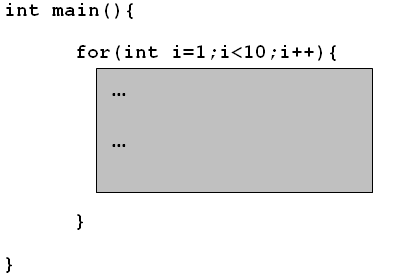 int main(){
for(int i=1;i<10;i++){
...
...
}
}